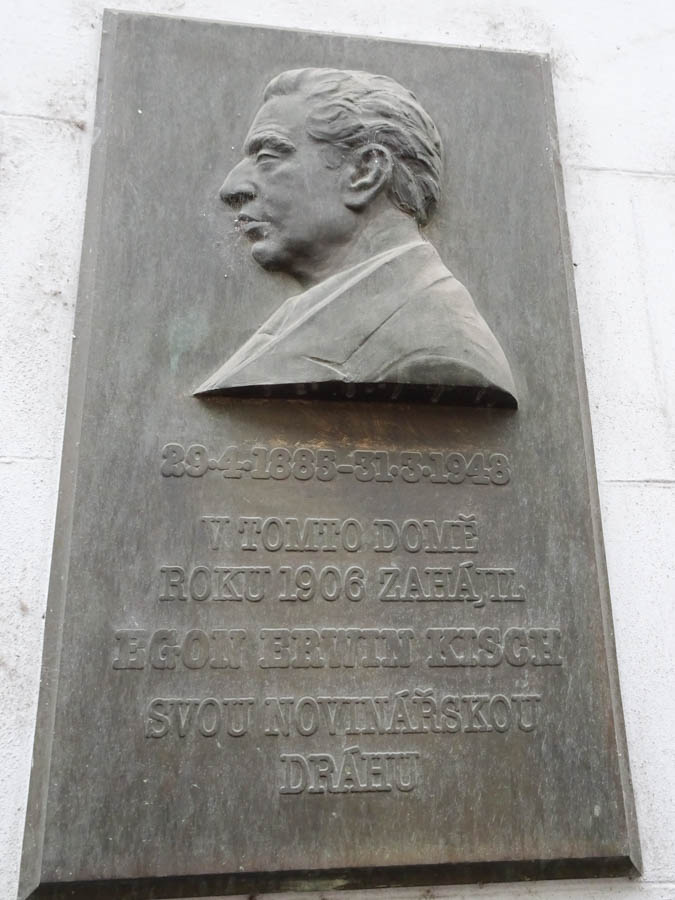 29·4·1885-31·3·1948
V TOMTO DOMĚ
ROKU 1906 ZAHÁJIL
EGON ERWIN KISCH
SVOU NOVINÁŘSKOU
DRÁHU